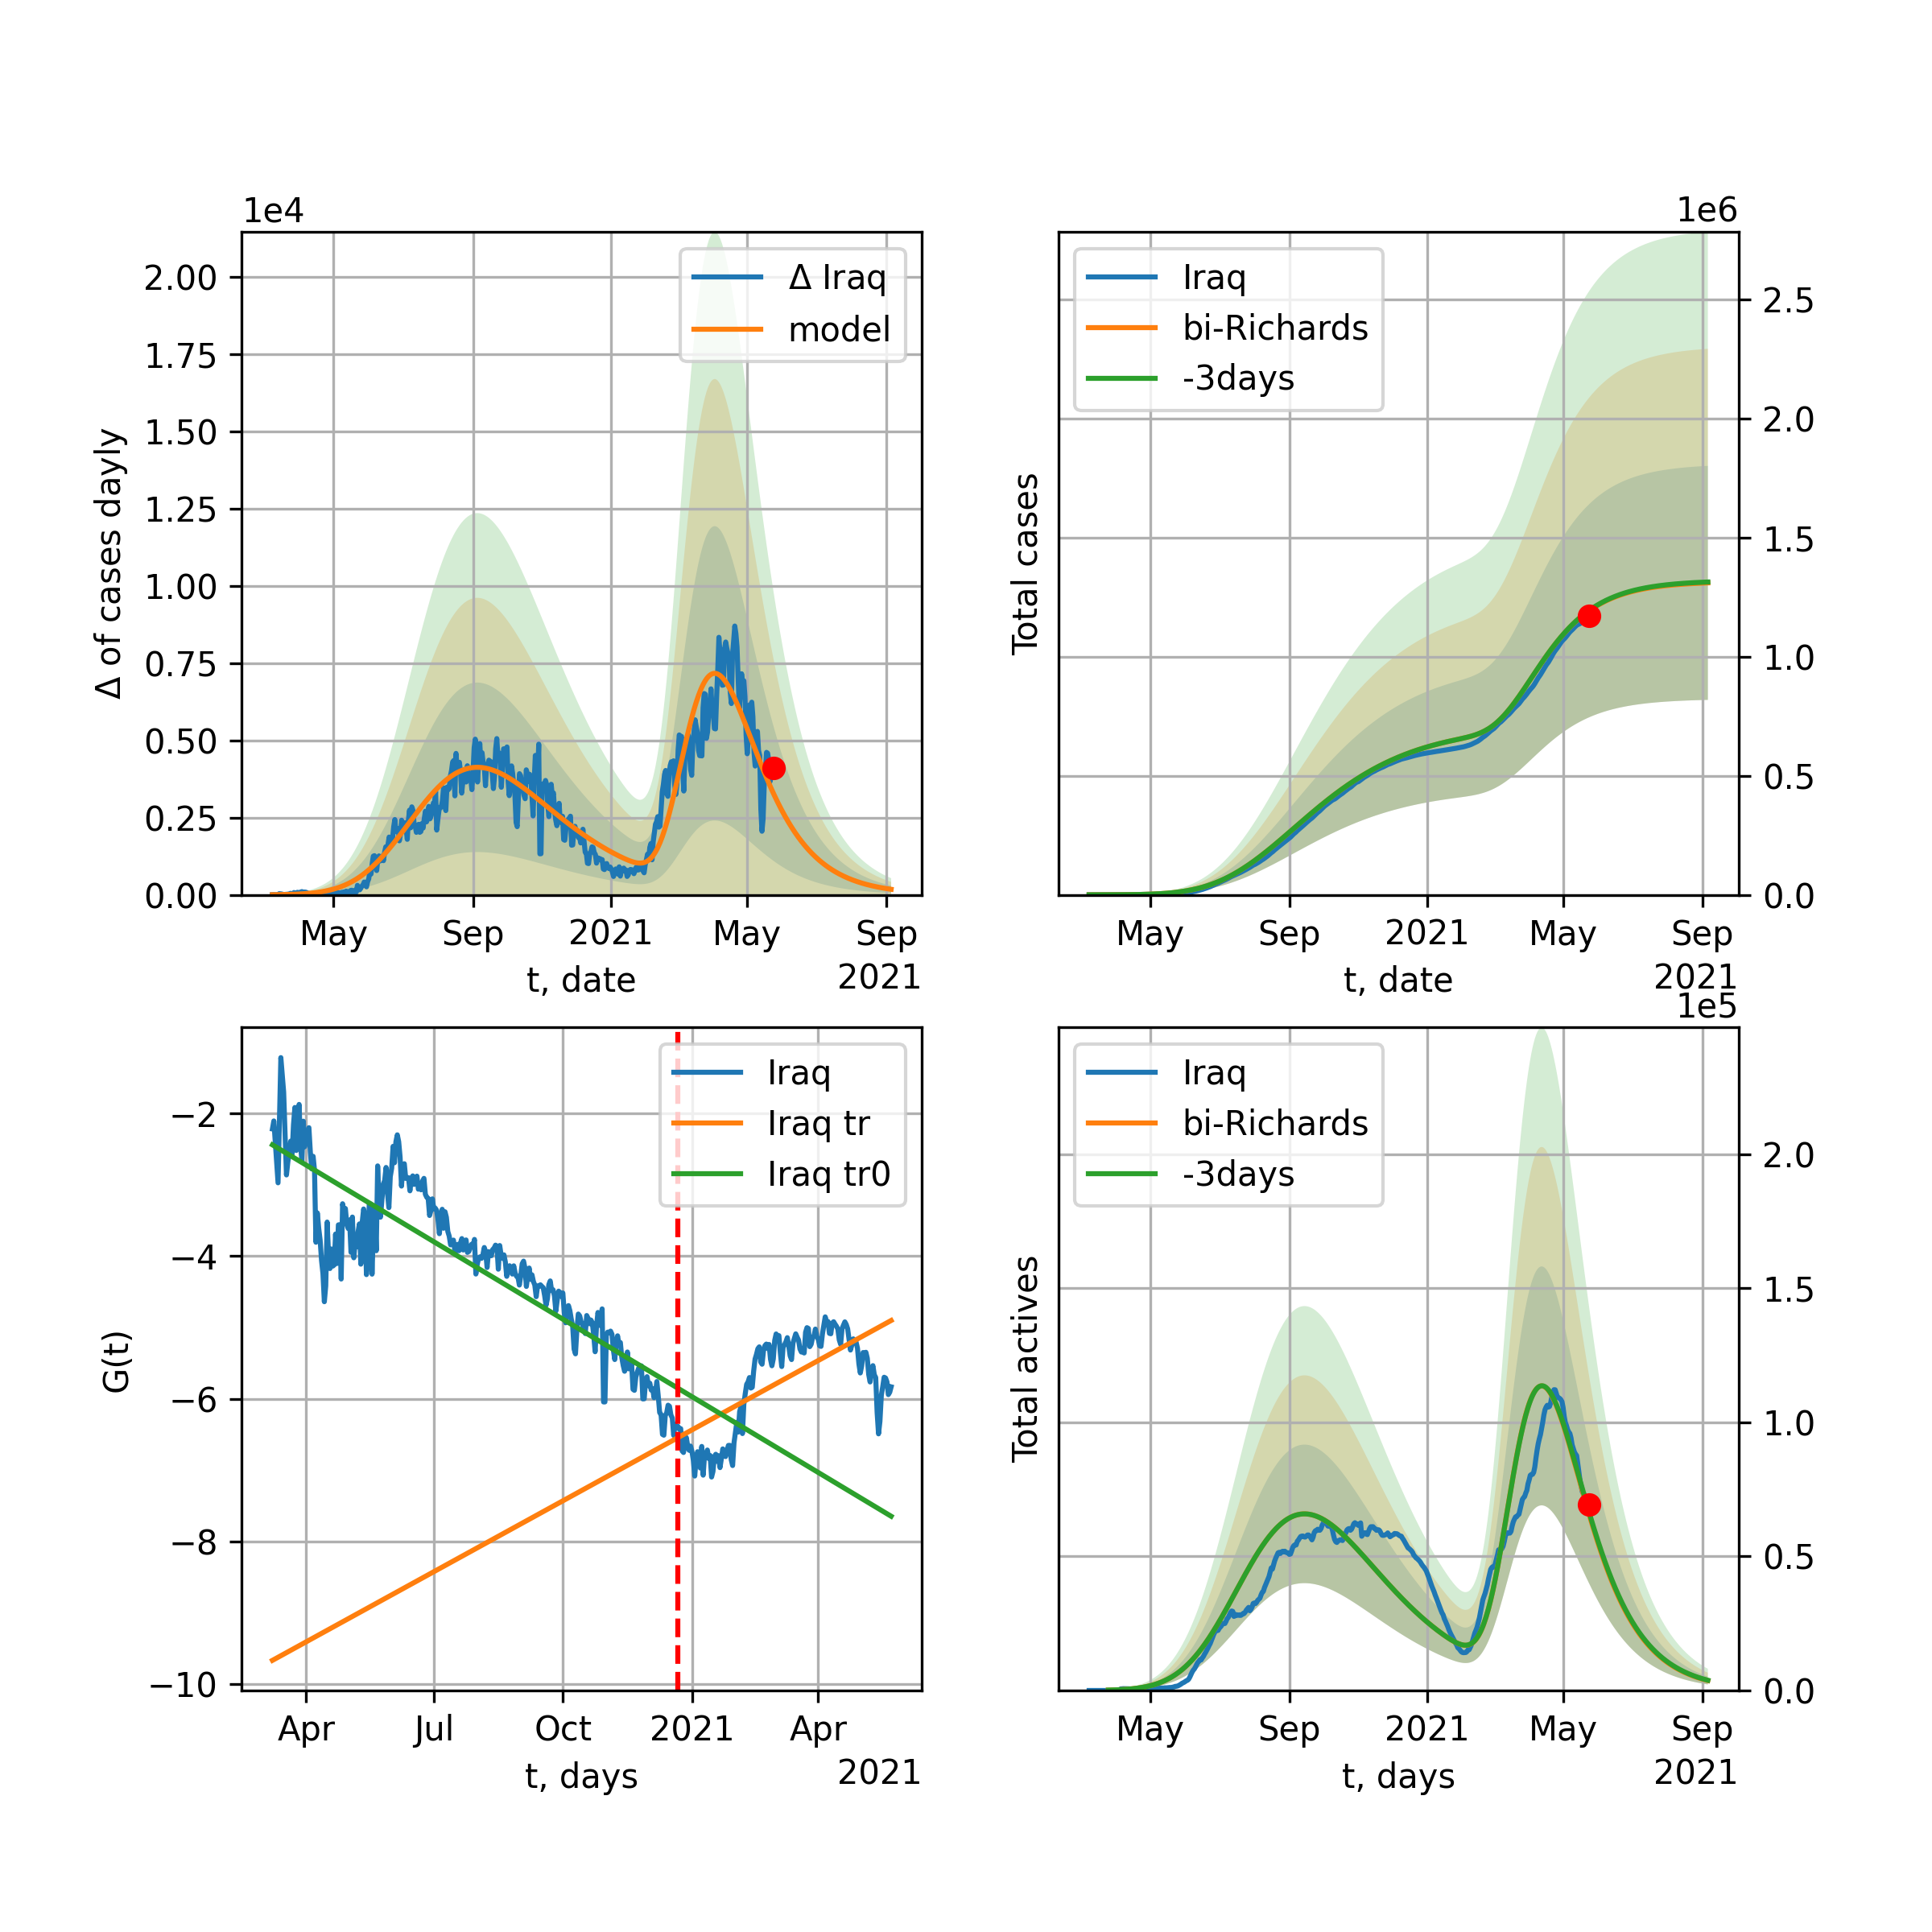 1e4
2.00
1.75
1.50
1.25
1.00
0.75
0.50
0.25
0.00
Δ of cases dayly
Δ Iraq
model
May
Sep
2021
May
Sep
t, date
2021
1e6
Iraq
bi-Richards
-3days
Total cases
2.5
2.0
1.5
1.0
0.5
0.0
May
Sep
2021
May
Sep
t, date
2021
−2
−4
−6
−8
−10
G(t)
Iraq
Iraq tr
Iraq tr0
Apr
Jul
Oct
2021
Apr
t, days
2021
1e5
Iraq
bi-Richards
-3days
Total actives
2.0
1.5
1.0
0.5
0.0
May
Sep
2021
May
Sep
t, days
2021